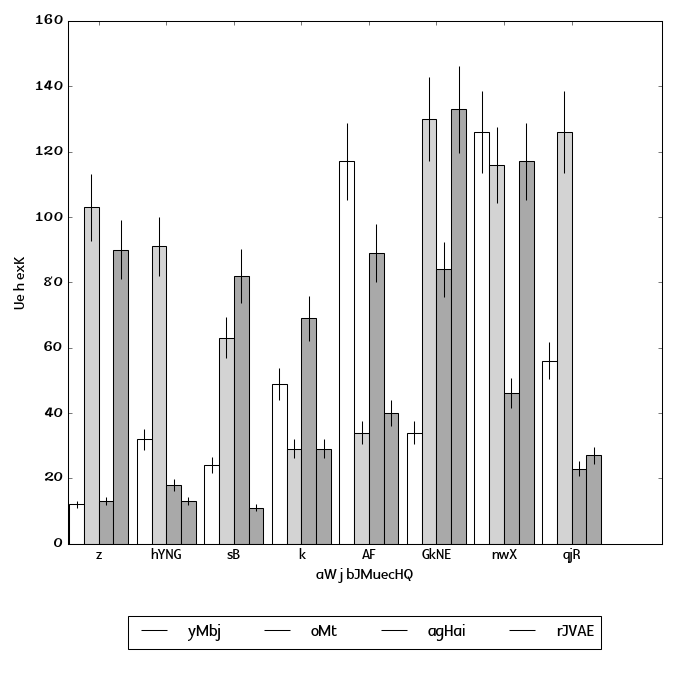 160
140
120
100
80
60
40
20
0
Ue h exK
z hYNG sB k AF GkNE nwX qjR
aW j bJMuecHQ
yMbj oMt agHai rJVAE